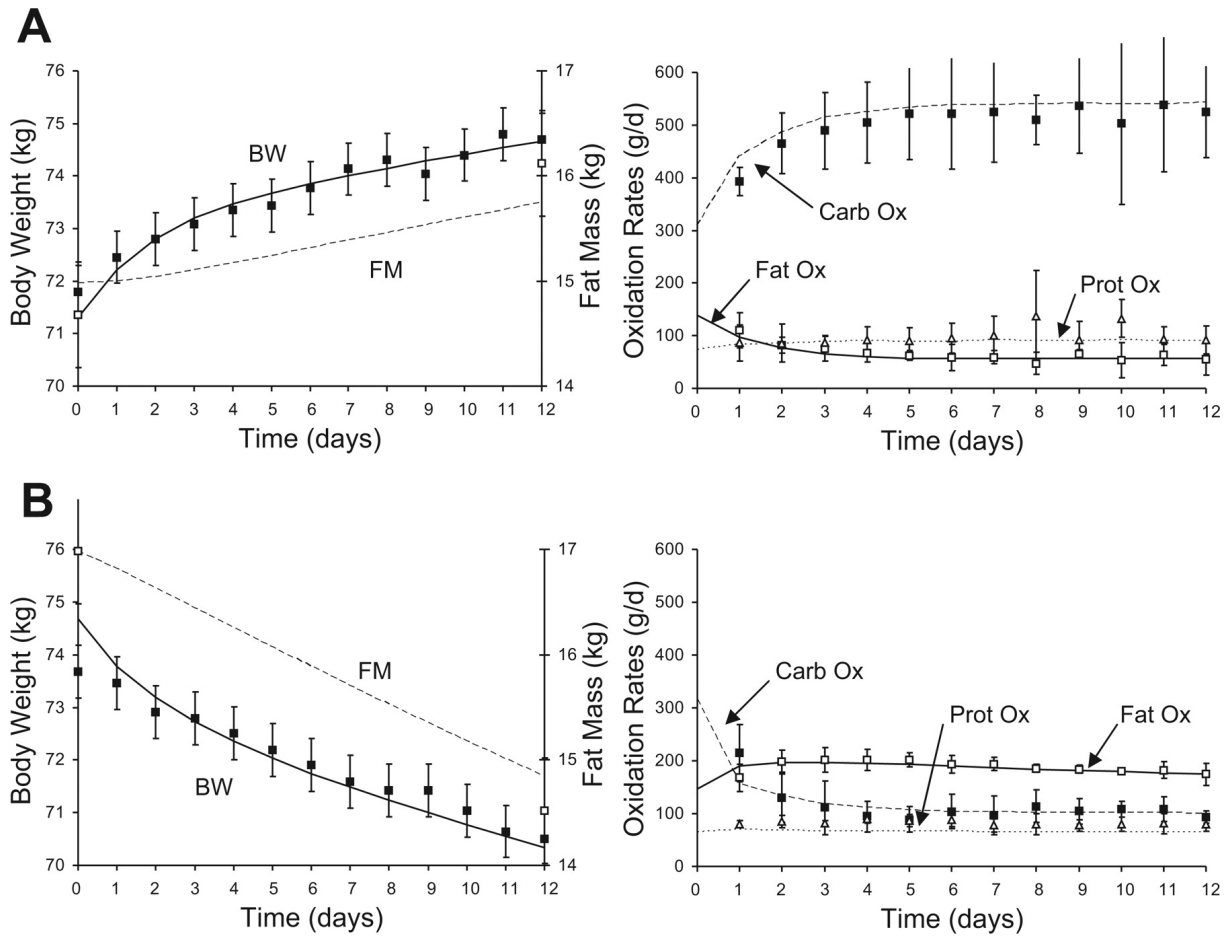 A
Body Weight (kg)
76
75
74
73
72
71
70
BW
FM
17
16
15
14
Fat Mass (kg)
0 1 2 3 4 5 6 7 8 9 10 11 12
Time (days)
Oxidation Rates (g/d)
600
500
400
300
200
100
0
Carb Ox
Fat Ox
Prot Ox
0 1 2 3 4 5 6 7 8 9 10 11 12
Time (days)
B
Body Weight (kg)
76
75
74
73
72
71
70
FM
BW
17
16
15
14
Fat Mass (kg)
0 1 2 3 4 5 6 7 8 9 10 11 12
Time (days)
Oxidation Rates (g/d)
600
500
400
300
200
100
0
Carb Ox
Prot Ox
Fat Ox
0 1 2 3 4 5 6 7 8 9 10 11 12
Time (days)